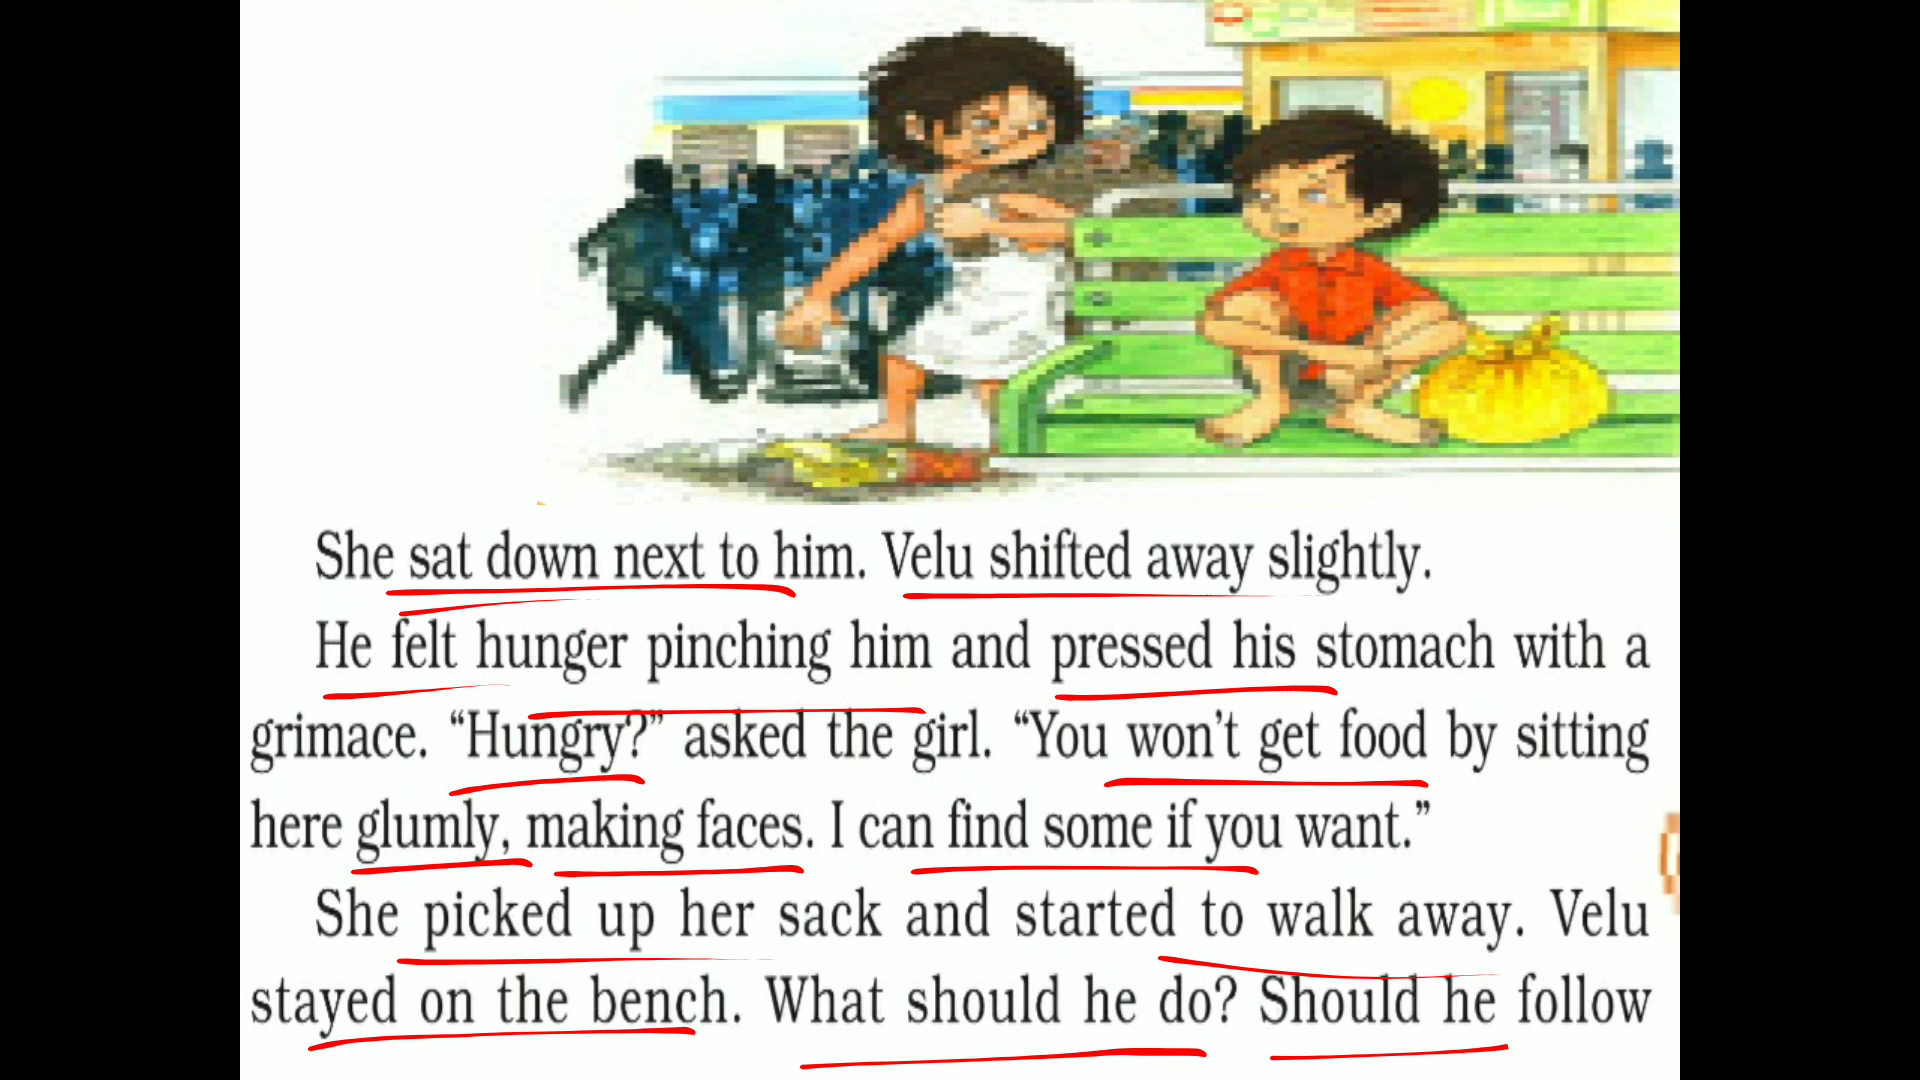 She sat down next to him. Velu shifted away slightly.
He felt hunger pinching him and pressed his stomach with a
grimace. “Hungry?” asked the girl. “You won’t get food by sitting
here glumly, making faces. I can find some if you want.”
She picked up her sack and started to walk away. Velu
stayed on the bench. What should he do? Should he follow